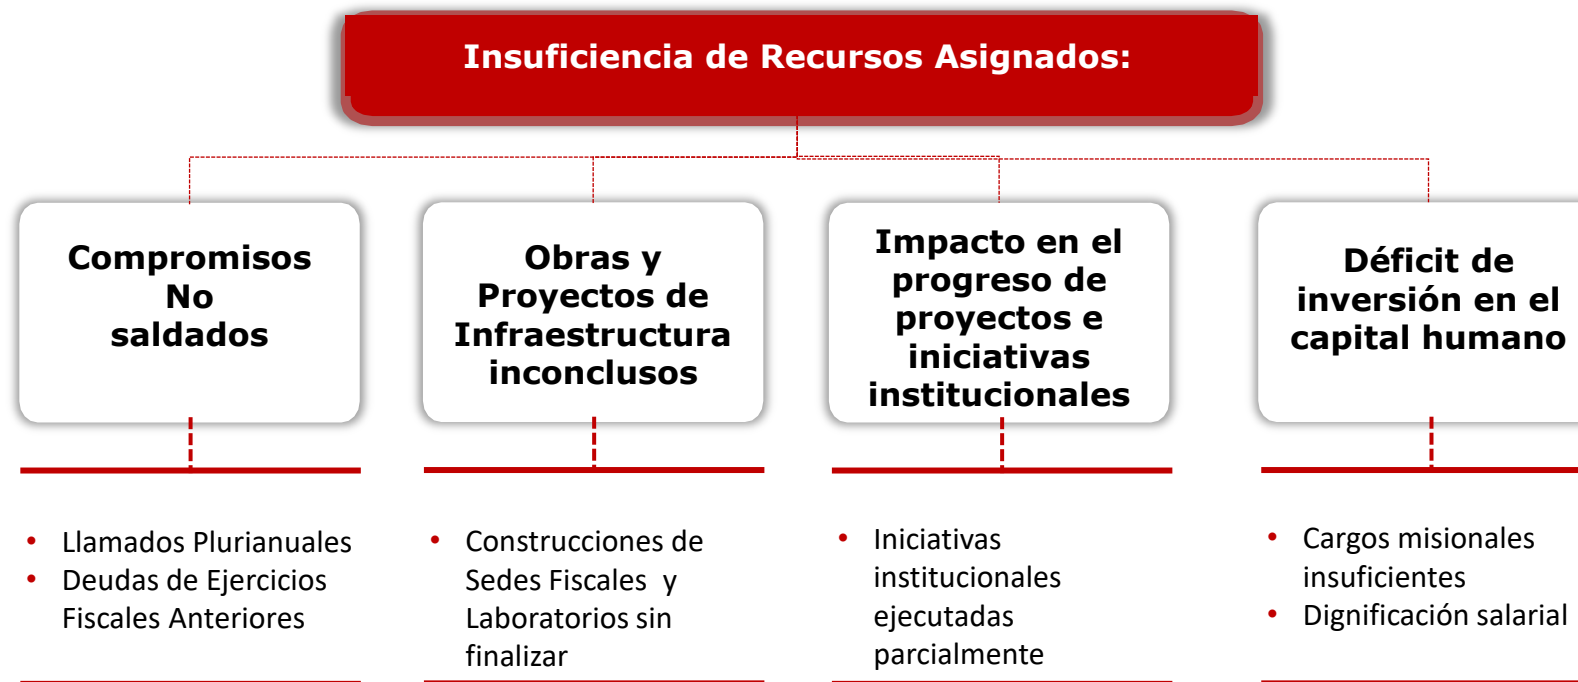 Insuficiencia de Recursos Asignados:
Compromisos
No
saldados
Obras y
Proyectos de
Infraestructura
inconclusos
Impacto en el
progreso de
proyectos e
iniciativas
institucionales
Déficit de
inversión en el
capital humano
• Llamados Plurianuales
• Deudas de Ejercicios
Fiscales Anteriores
• Construcciones de
Sedes Fiscales y
Laboratorios sin
finalizar
• Iniciativas
institucionales
ejecutadas
parcialmente
• Cargos misionales
insuficientes
• Dignificación salarial